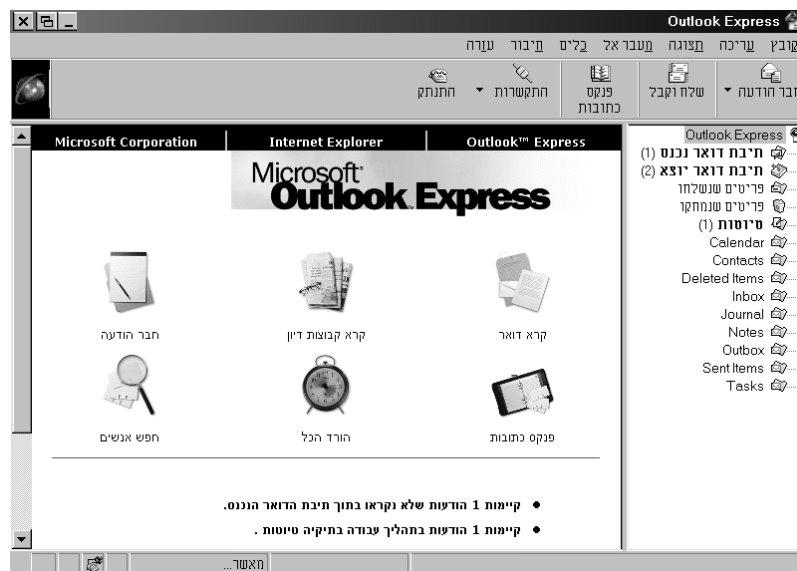 Outlook Express
קובץ עריכה תצוגה מעבר אל כלים חיבור עזרה
חבר הודעה שלח וקבל פנקס כתובות התקשרות התנתק
Outlook Express
תיבת דואר נכנס (1)
תיבת דואר יוצא (2)
פריטים שנשלחו
פריטים שנמחקו
טיוטות (1)
Calendar
Contacts
Deleted Items
Inbox
Journal
Notes
Outbox
Sent Items
Tasks
Microsoft Corporation Internet Explorer Outlook™ Express
Microsoft®
Outlook Express
קרא דואר קרא קבוצות דיון חבר הודעה
פנקס כתובות הורד הכל חפש אנשים
• קיימות 1 הודעות שלא נקראו בתוך תיבת הדואר הנכנס.
• קיימות 1 הודעות בתהליך עבודה בתיקיה טיוטות .
מאשר...